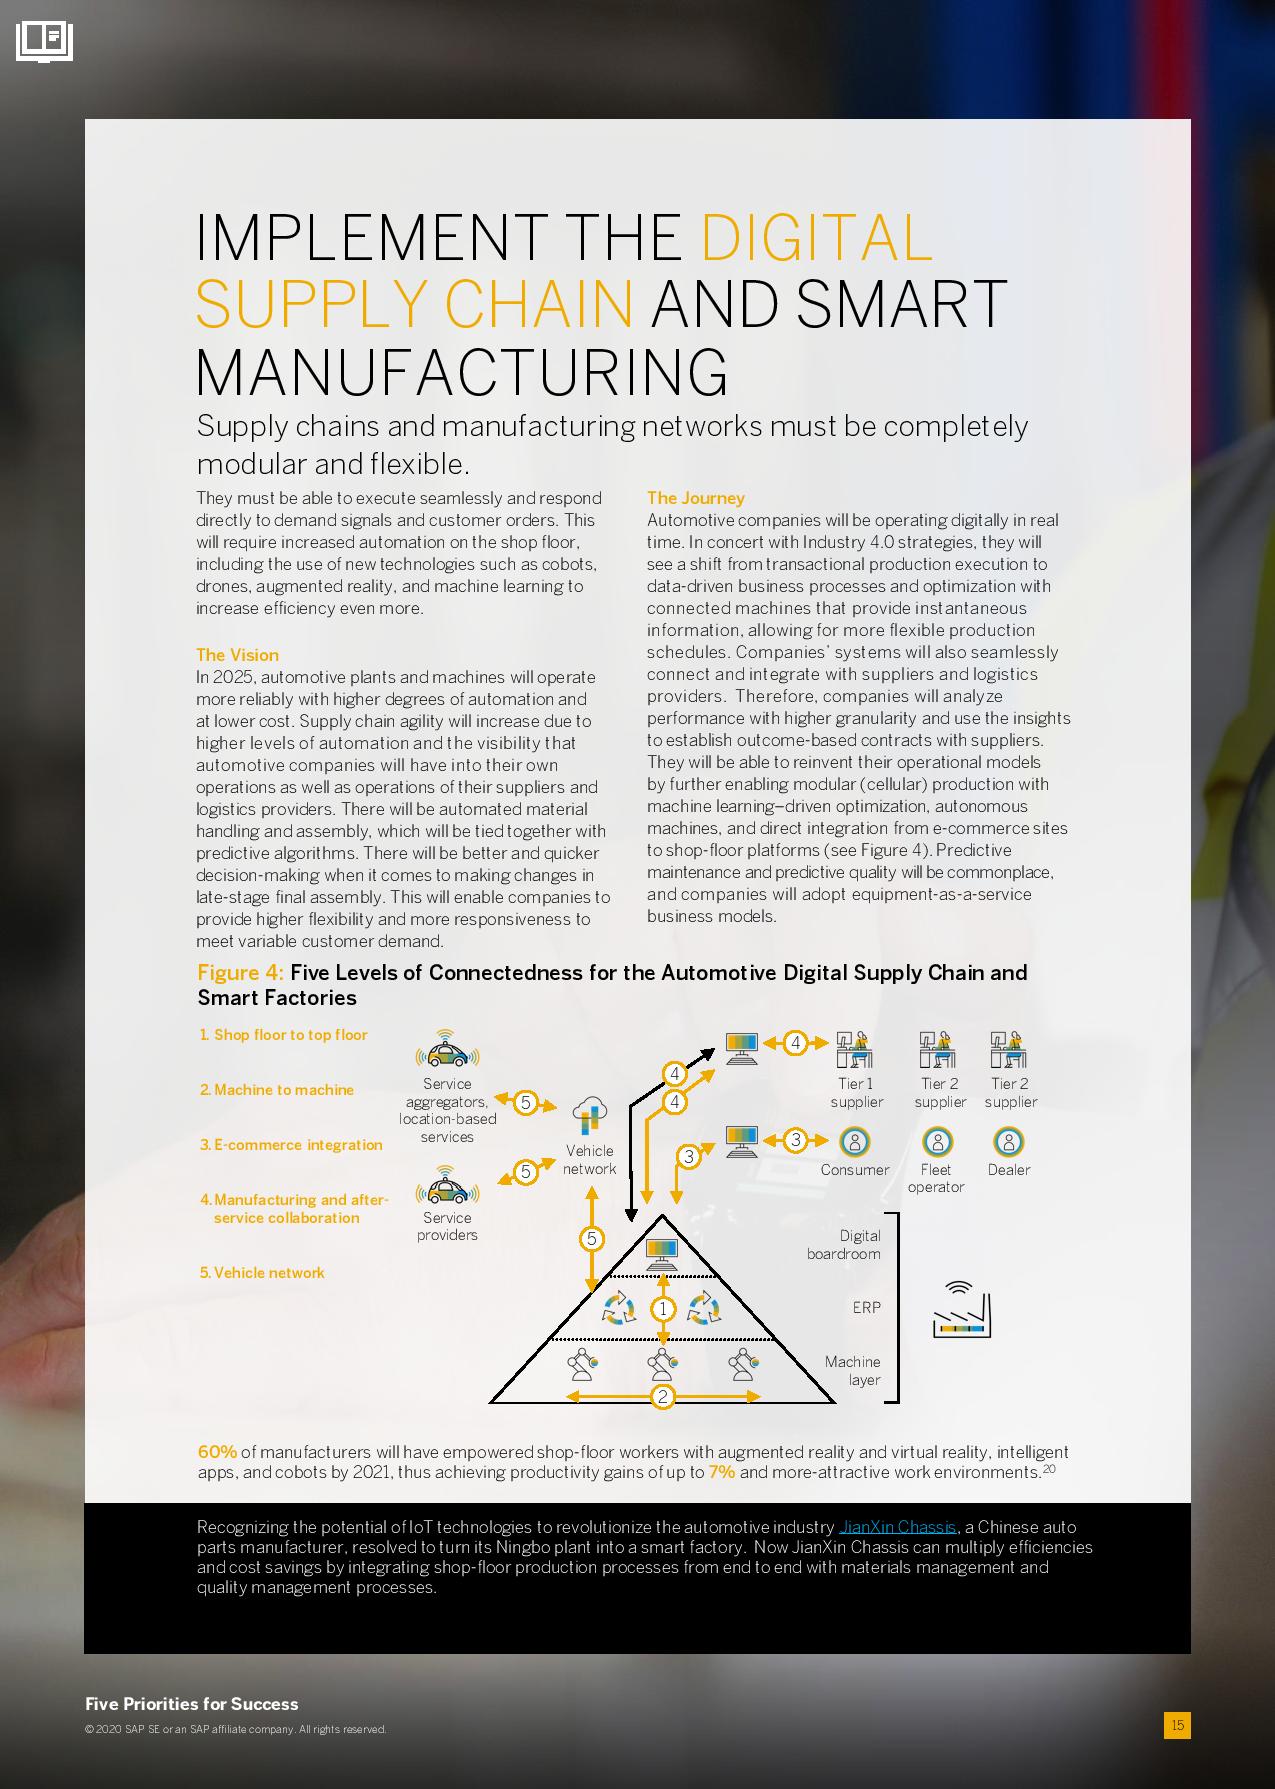 IMPLEMENT THE DIGITAL
SUPPLY CHAIN AND SMART
MANUFACTURING
Supply chains and manufacturing networks must be completely
modular and flexible.
They must be able to execute seamlessly and respond
directly to demand signals and customer orders. This
will require increased automation on the shop floor,
including the use of new technologies such as cobots,
drones, augmented reality, and machine learning to
increase efficiency even more.
The Vision
In 2025, automotive plants and machines will operate
more reliably with higher degrees of automation and
at lower cost. Supply chain agility will increase due to
higher levels of automation and the visibility that
automotive companies will have into their own
operations as well as operations of their suppliers and
logistics providers. There will be automated material
handling and assembly, which will be tied together with
predictive algorithms. There will be better and quicker
decision-making when it comes to making changes in
late-stage final assembly. This will enable companies to
provide higher flexibility and more responsiveness to
meet variable customer demand.
The Journey
Automotive companies will be operating digitally in real
time. In concert with Industry 4.0 strategies, they will
see a shift from transactional production execution to
data-driven business processes and optimization with
connected machines that provide instantaneous
information, allowing for more flexible production
schedules. Companies’ systems will also seamlessly
connect and integrate with suppliers and logistics
providers. Therefore, companies will analyze
performance with higher granularity and use the insights
to establish outcome-based contracts with suppliers.
They will be able to reinvent their operational models
by further enabling modular (cellular) production with
machine learning–driven optimization, autonomous
machines, and direct integration from e-commerce sites
to shop-floor platforms (see Figure 4). Predictive
maintenance and predictive quality will be commonplace,
and companies will adopt equipment-as-a-service
business models.
Figure 4: Five Levels of Connectedness for the Automotive Digital Supply Chain and
Smart Factories
1. Shop floor to top floor
2. Machine to machine
3. E-commerce integration
4. Manufacturing and after-
service collaboration
5. Vehicle network
Service
aggregators,
location-based
services
5
Service
providers
5
Vehicle
network
5
4
4
3
4
3
Tier 1
supplier
Tier 2
supplier
Tier 2
supplier
Consumer
Fleet
operator
Dealer
1
2
Digital
boardroom
ERP
Machine
layer
60% of manufacturers will have empowered shop-floor workers with augmented reality and virtual reality, intelligent
apps, and cobots by 2021, thus achieving productivity gains of up to 7% and more-attractive work environments.20
Recognizing the potential of IoT technologies to revolutionize the automotive industry JianXin Chassis, a Chinese auto
parts manufacturer, resolved to turn its Ningbo plant into a smart factory. Now JianXin Chassis can multiply efficiencies
and cost savings by integrating shop-floor production processes from end to end with materials management and
quality management processes.
Five Priorities for Success
© 2020 SAP SE or an SAP affiliate company. All rights reserved.
15